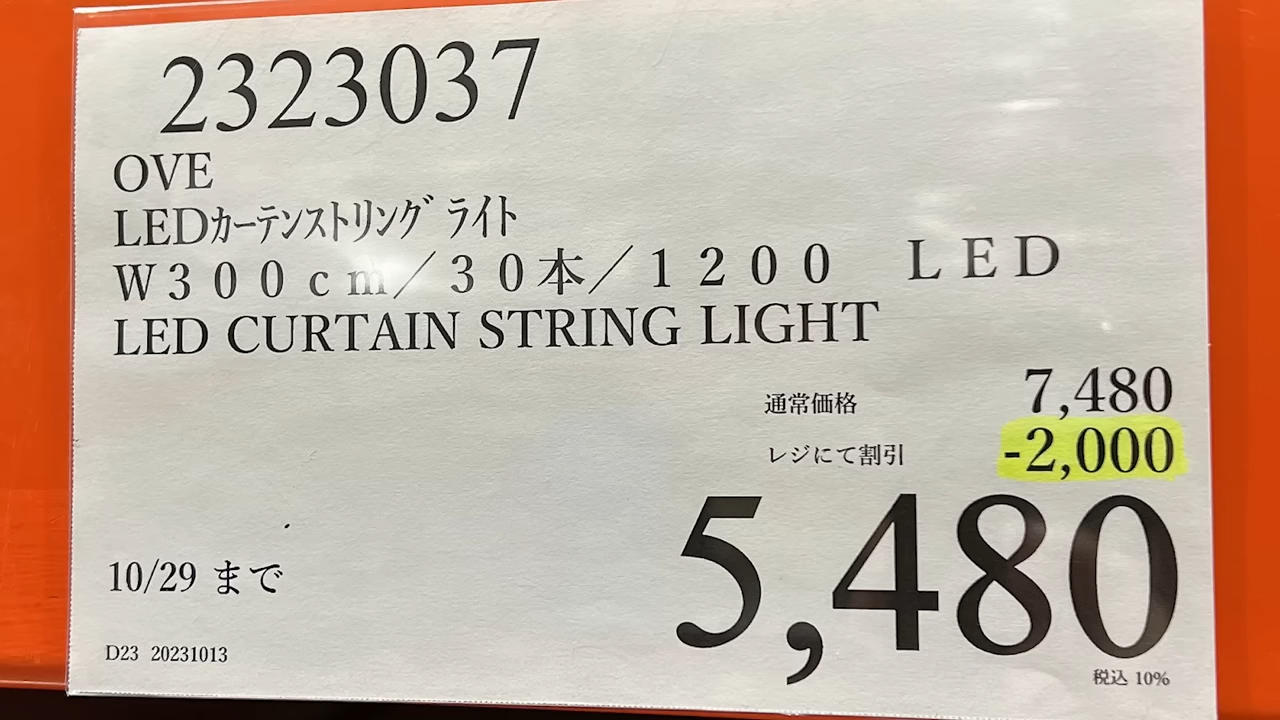 2323037
OVE
LEDｶｰﾃﾝｽﾄﾘﾝｸﾞ ﾗｲﾄ
Ｗ３００ｃｍ／３０本／１２００　ＬＥＤ
LED CURTAIN STRING LIGHT
通常価格 7,480
レジにて割引 -2,000
5,480
10/29 まで
D23 20231013
税込 10%